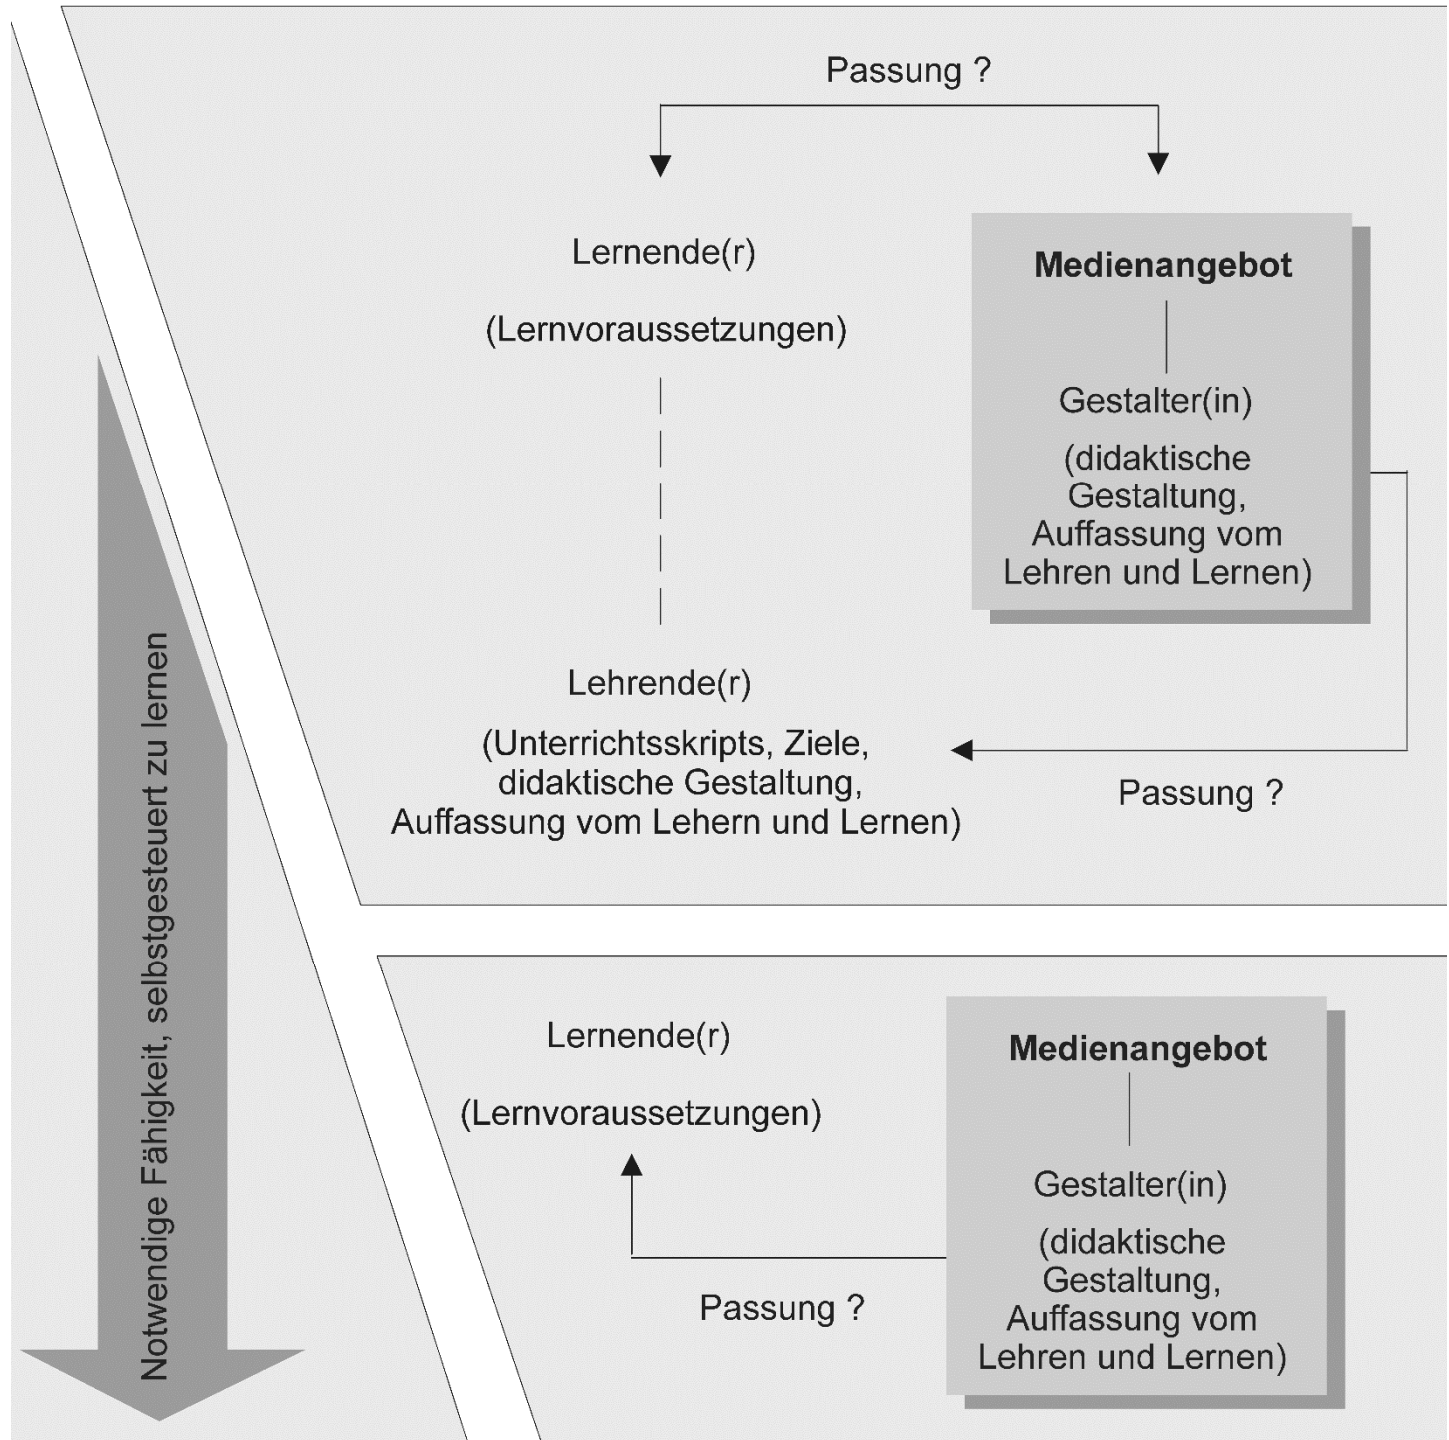 Passung ?
Lernende(r)
(Lernvoraussetzungen)
Medienangebot
Gestalter(in)
(didaktische
Gestaltung,
Auffassung vom
Lehren und Lernen)
Lehrende(r)
(Unterrichtsskripts, Ziele,
didaktische Gestaltung,
Auffassung vom Lehern und Lernen)
Passung ?
Notwendige Fähigkeit, selbstgesteuert zu lernen
Lernende(r)
(Lernvoraussetzungen)
Passung ?
Medienangebot
Gestalter(in)
(didaktische
Gestaltung,
Auffassung vom
Lehren und Lernen)